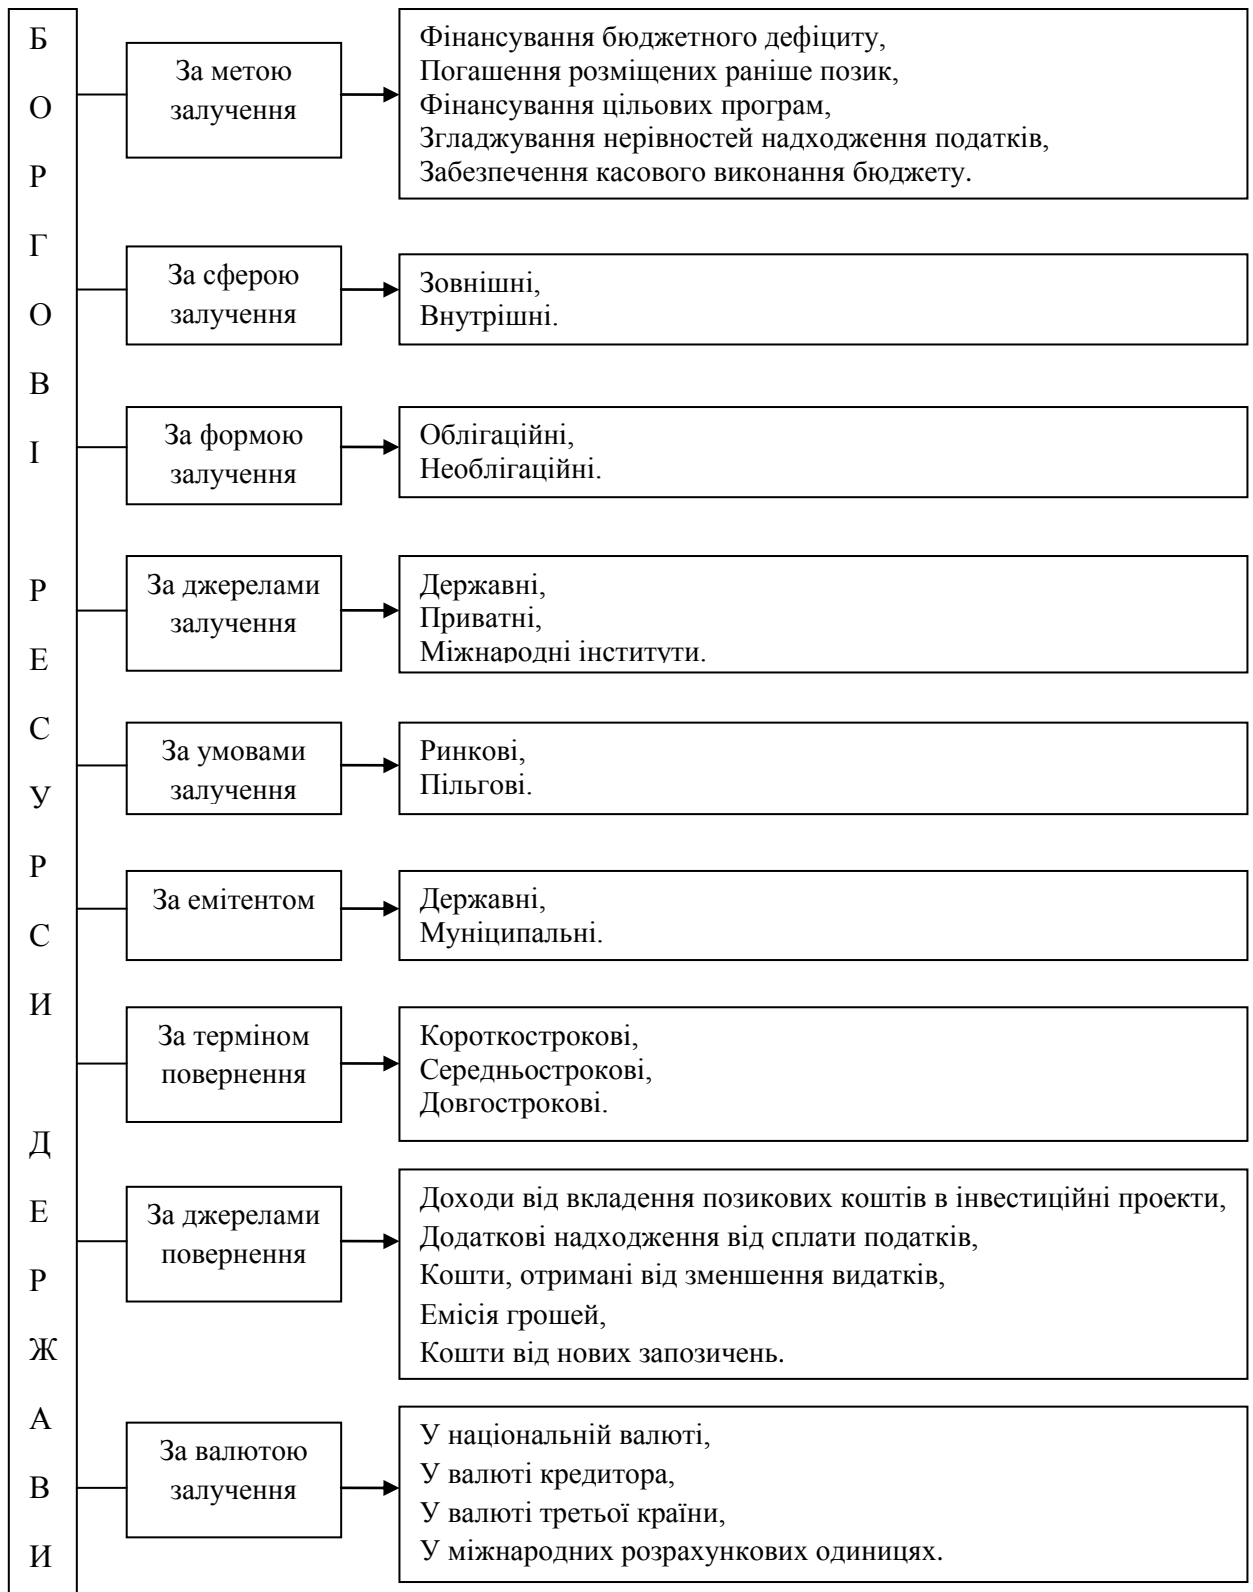 БОРГОВІ РЕСУРСИ ДЕРЖАВИ
За метою
залучення
Фінансування бюджетного дефіциту,
Погашення розміщених раніше позик,
Фінансування цільових програм,
Згладжування нерівностей надходження податків,
Забезпечення касового виконання бюджету.
За сферою
залучення
Зовнішні,
Внутрішні.
За формою
залучення
Облігаційні,
Необлігаційні.
За джерелами
залучення
Державні,
Приватні,
Міжнародні інститути.
За умовами
залучення
Ринкові,
Пільгові.
За емітентом
Державні,
Муніципальні.
За терміном
повернення
Короткострокові,
Середньострокові,
Довгострокові.
За джерелами
повернення
Доходи від вкладення позикових коштів в інвестиційні проекти,
Додаткові надходження від сплати податків,
Кошти, отримані від зменшення видатків,
Емісія грошей,
Кошти від нових запозичень.
За валютою
залучення
У національній валюті,
У валюті кредитора,
У валюті третьої країни,
У міжнародних розрахункових одиницях.